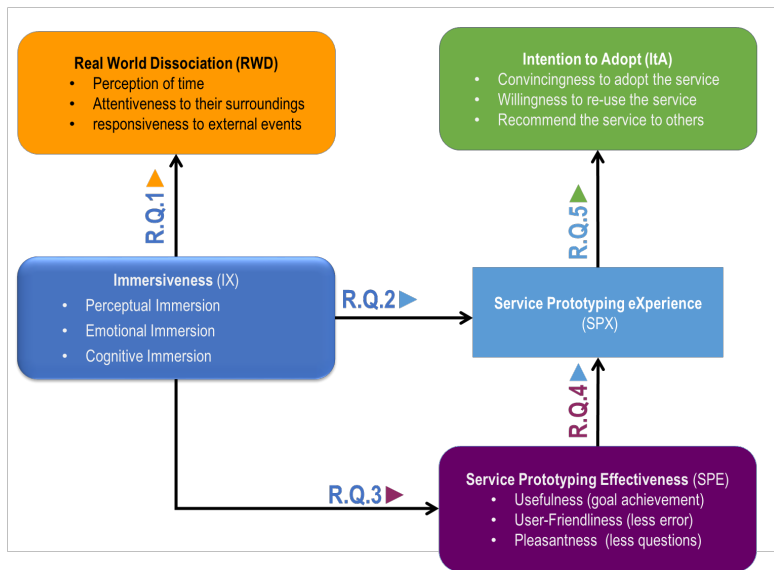 Real World Dissociation (RWD)
• Perception of time
• Attentiveness to their surroundings
• responsiveness to external events
Intention to Adopt (ItA)
• Convincingness to adopt the service
• Willingness to re-use the service
• Recommend the service to others
R.Q.1
R.Q.5
Immersiveness (IX)
• Perceptual Immersion
• Emotional Immersion
• Cognitive Immersion
R.Q.2
Service Prototyping eXperience
(SPX)
R.Q.4
R.Q.3
Service Prototyping Effectiveness (SPE)
• Usefulness (goal achievement)
• User-Friendliness (less error)
• Pleasantness (less questions)